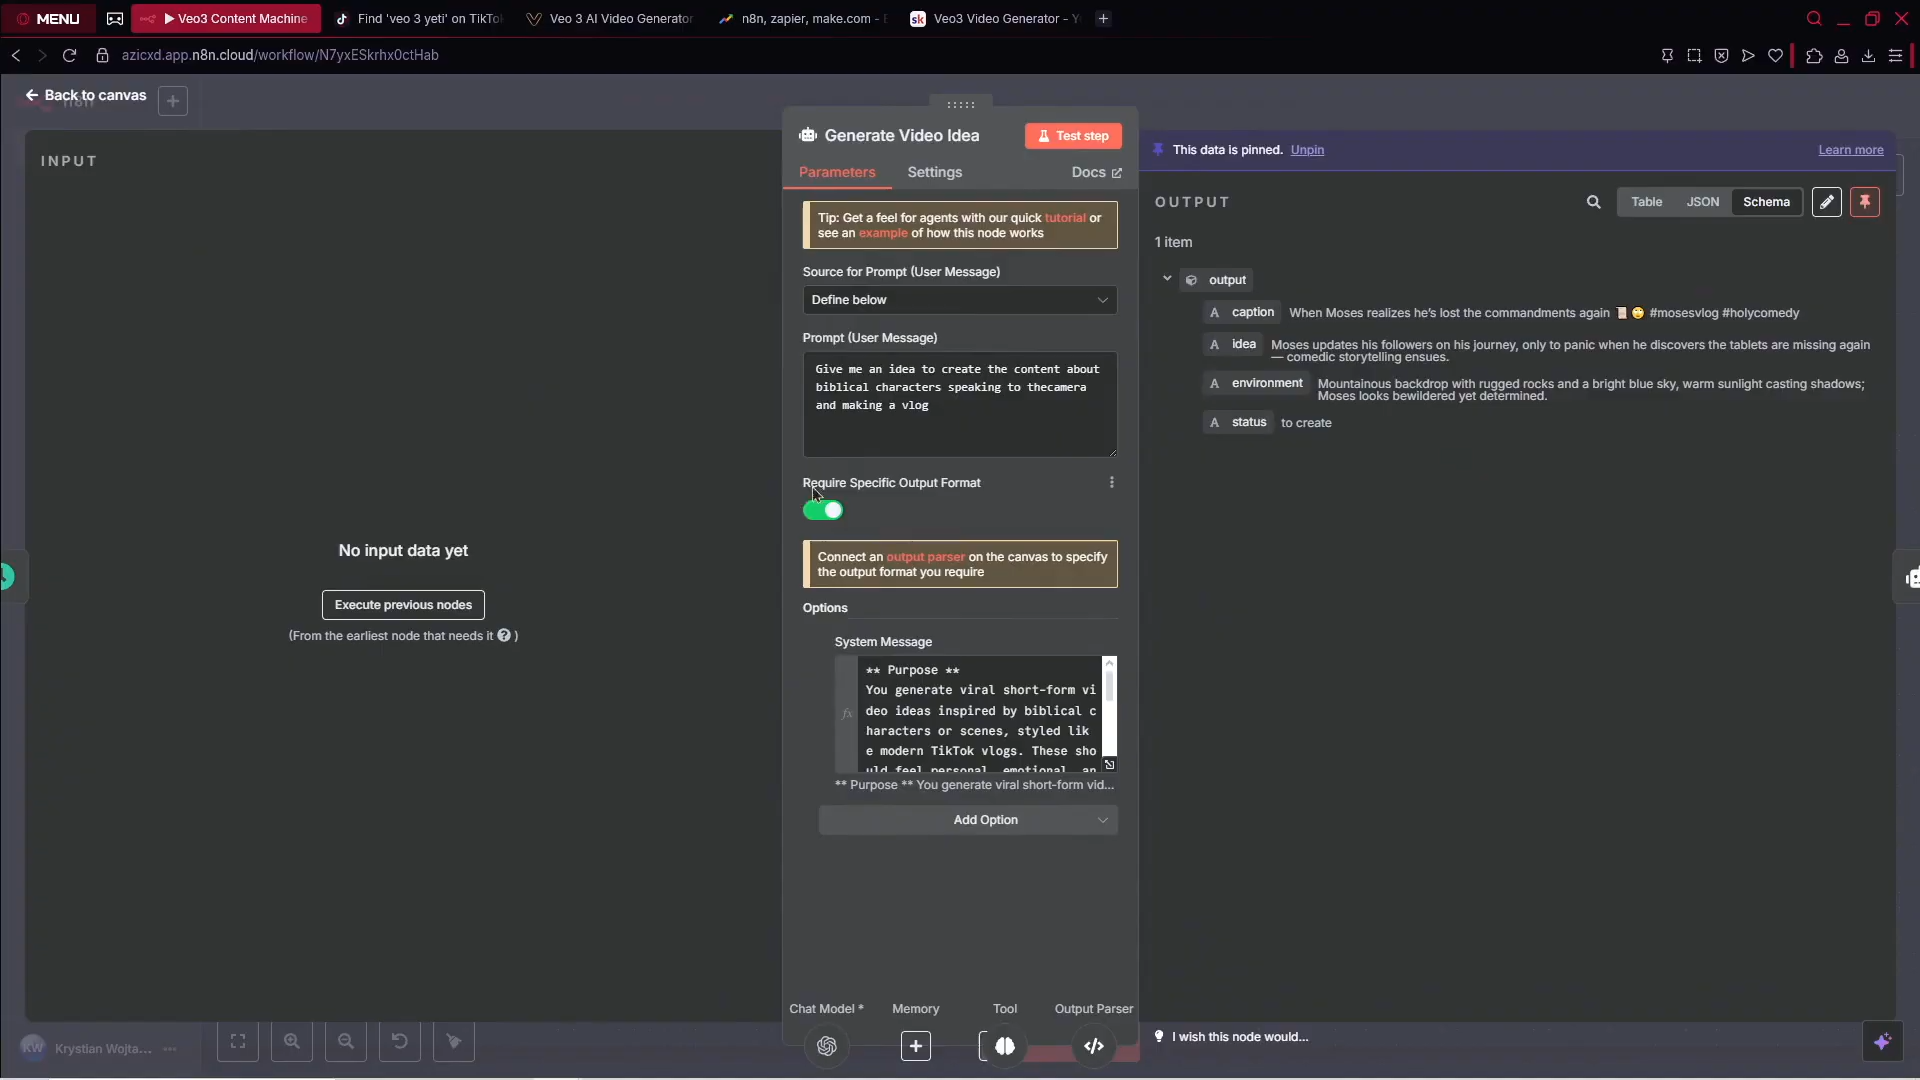 MENU
Veo3 Content Machine
Find 'veo 3 yeti' on TikTo
Veo 3 AI Video Generator
n8n, zapier, make.com -
Veo3 Video Generator -
azicxd.app.n8n.cloud/workflow/N7yxESkrhx0ctHab
Back to canvas
INPUT
No input data yet
Execute previous nodes
(From the earliest node that needs it ? )
Generate Video Idea
Test step
Parameters
Settings
Docs
Tip: Get a feel for agents with our quick tutorial or
see an example of how this node works
Source for Prompt (User Message)
Define below
Prompt (User Message)
Give me an idea to create the content about
biblical characters speaking to thecamera
and making a vlog
Require Specific Output Format
Connect an output parser on the canvas to specify
the output format you require
Options
System Message
fx
** Purpose **
You generate viral short-form vi
deo ideas inspired by biblical c
haracters or scenes, styled lik
e modern TikTok vlogs. These sho
uld feel personal, emotional, an
** Purpose ** You generate viral short-form vid...
Add Option
Chat Model *
Memory
Tool
Output Parser
This data is pinned. Unpin
Learn more
OUTPUT
Table
JSON
Schema
1 item
output
A caption When Moses realizes he's lost the commandments again 📜🙄 #mosesvlog #holycomedy
A idea Moses updates his followers on his journey, only to panic when he discovers the tablets are missing again
— comedic storytelling ensues.
A environment Mountainous backdrop with rugged rocks and a bright blue sky, warm sunlight casting shadows;
Moses looks bewildered yet determined.
A status to create
I wish this node would...
KW Krystian Wojta...